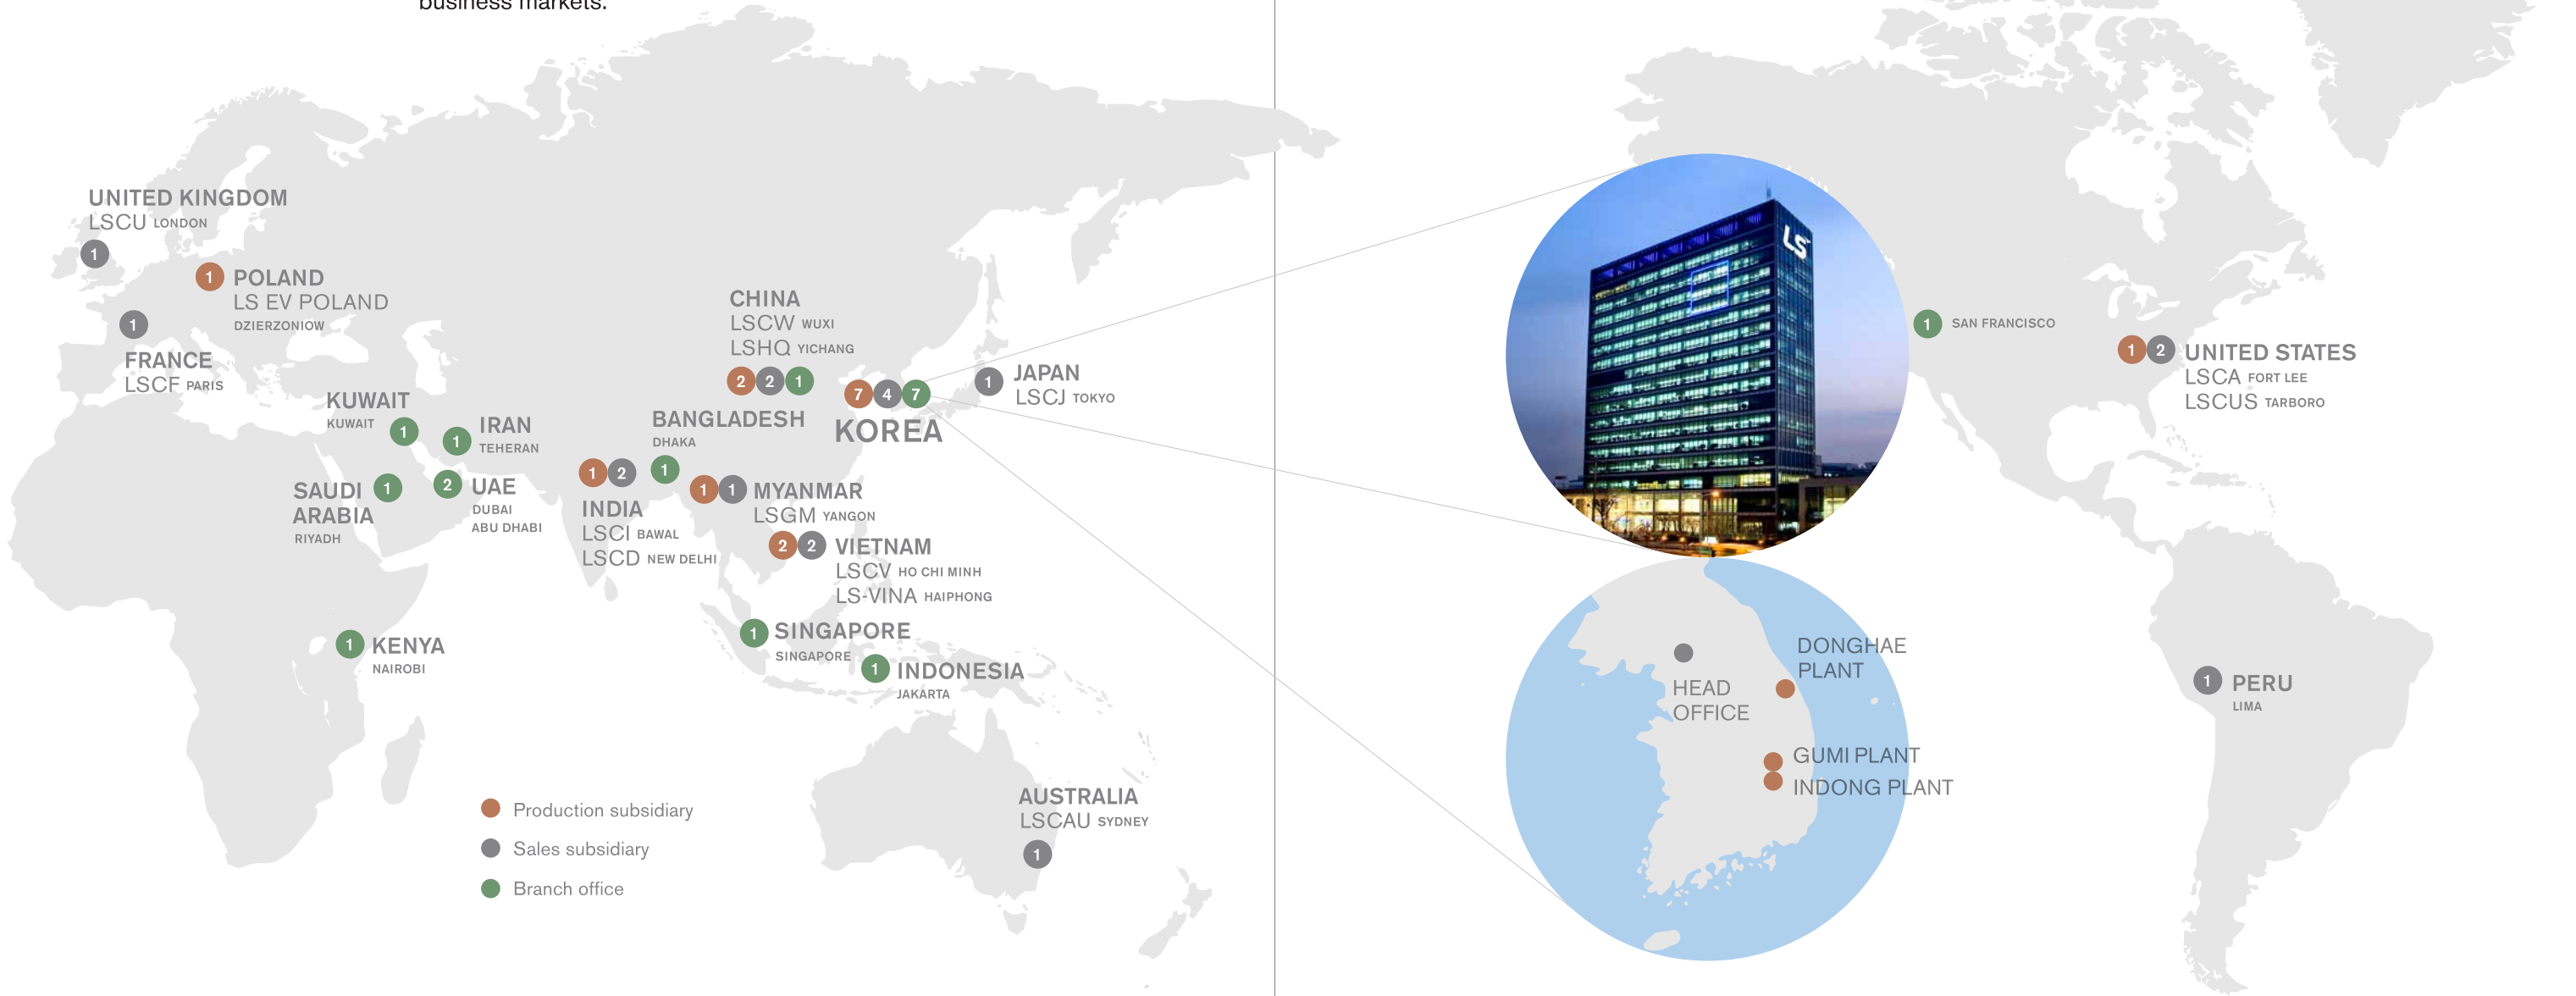 business markets.
UNITED KINGDOM
LSCU LONDON
1
1
POLAND
LS EV POLAND
DZIERZONIOW
1
FRANCE
LSCF PARIS
KUWAIT
KUWAIT
1
1
IRAN
TEHERAN
SAUDI
ARABIA
RIYADH
1
2
UAE
DUBAI
ABU DHABI
1
KENYA
NAIROBI
CHINA
LSCW WUXI
LSHQ YICHANG
2 2 1
7 4 7
KOREA
1
JAPAN
LSCJ TOKYO
BANGLADESH
DHAKA
1
1 2
INDIA
LSCI BAWAL
LSCD NEW DELHI
1 1
MYANMAR
LSGM YANGON
2 2
VIETNAM
LSCV HO CHI MINH
LS-VINA HAIPHONG
1
SINGAPORE
SINGAPORE
1
INDONESIA
JAKARTA
AUSTRALIA
LSCAU SYDNEY
1
Production subsidiary
Sales subsidiary
Branch office
LS
HEAD
OFFICE
DONGHAE
PLANT
GUMI PLANT
INDONG PLANT
1
SAN FRANCISCO
1 2
UNITED STATES
LSCA FORT LEE
LSCUS TARBORO
1
PERU
LIMA